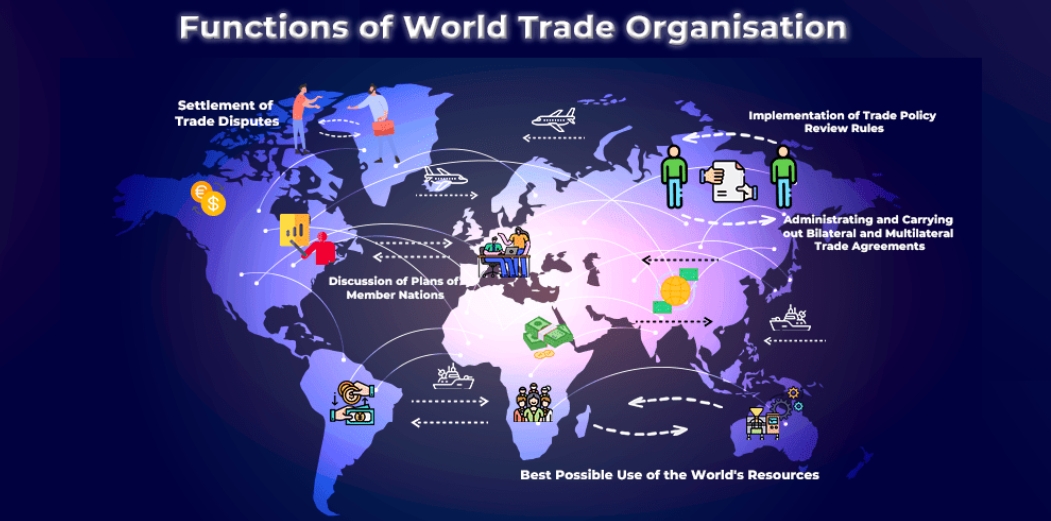 Functions of World Trade Organisation
Settlement of
Trade Disputes
Implementation of Trade Policy
Review Rules
€
$
Administrating and Carrying
out Bilateral and Multilateral
Trade Agreements
Discussion of Plans of
Member Nations
Best Possible Use of the World's Resources